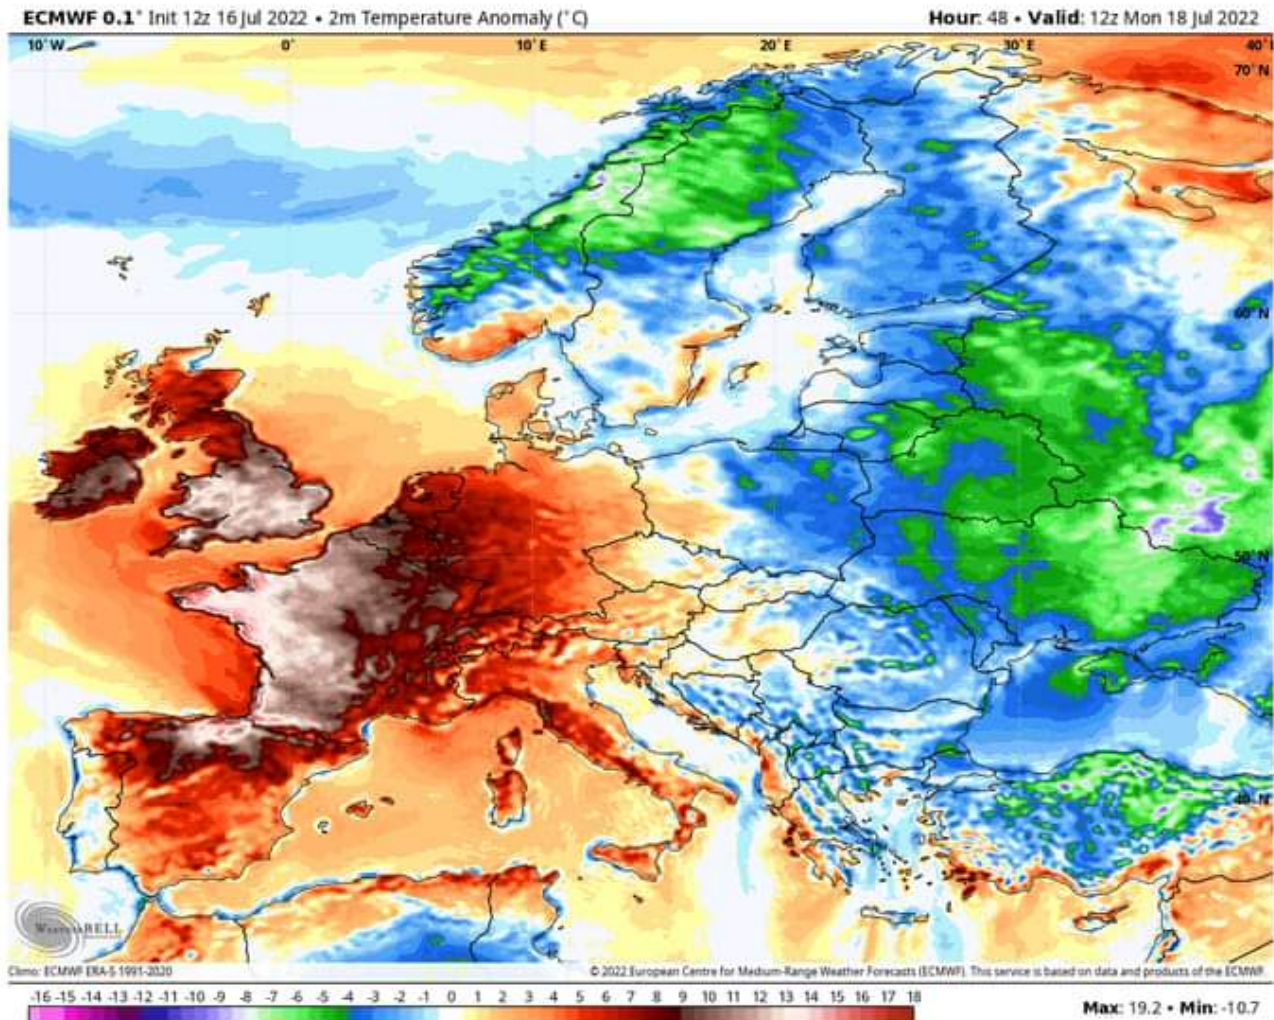 ECMWF 0.1° Init 12z 16 Jul 2022 • 2m Temperature Anomaly (°C)
Hour: 48 • Valid: 12z Mon 18 Jul 2022
10°W 0° 10°E 20°E 30°E 40°
70°N
60°N
50°N
40°N
WeatherBELL
Climo: ECMWF ERA-5 1991-2020
© 2022 European Centre for Medium-Range Weather Forecasts (ECMWF). This service is based on data and products of the ECMWF.
-16 -15 -14 -13 -12 -11 -10 -9 -8 -7 -6 -5 -4 -3 -2 -1 0 1 2 3 4 5 6 7 8 9 10 11 12 13 14 15 16 17 18
Max: 19.2 • Min: -10.7